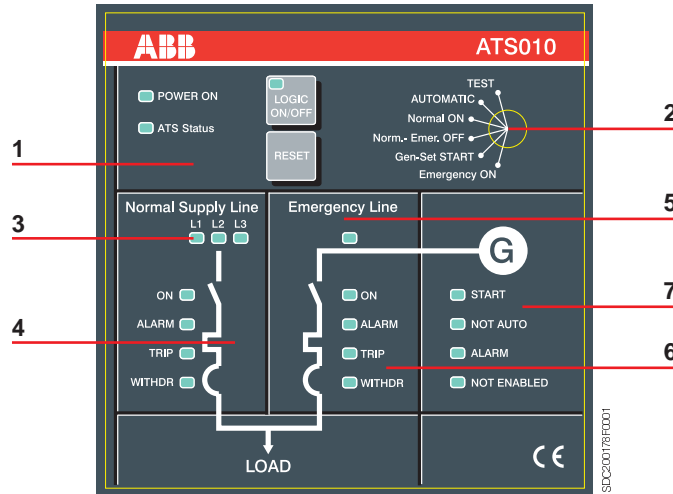 ABB
ATS010
POWER ON
ATS Status
LOGIC
ON/OFF
RESET
TEST
AUTOMATIC
Normal ON
Norm.- Emer. OFF
Gen-Set START
Emergency ON
1
2
Normal Supply Line
L1 L2 L3
Emergency Line
3
5
G
ON
ALARM
TRIP
WITHDR
4
ON
ALARM
TRIP
WITHDR
6
START
NOT AUTO
ALARM
NOT ENABLED
7
LOAD
CE
SDC200178F0001